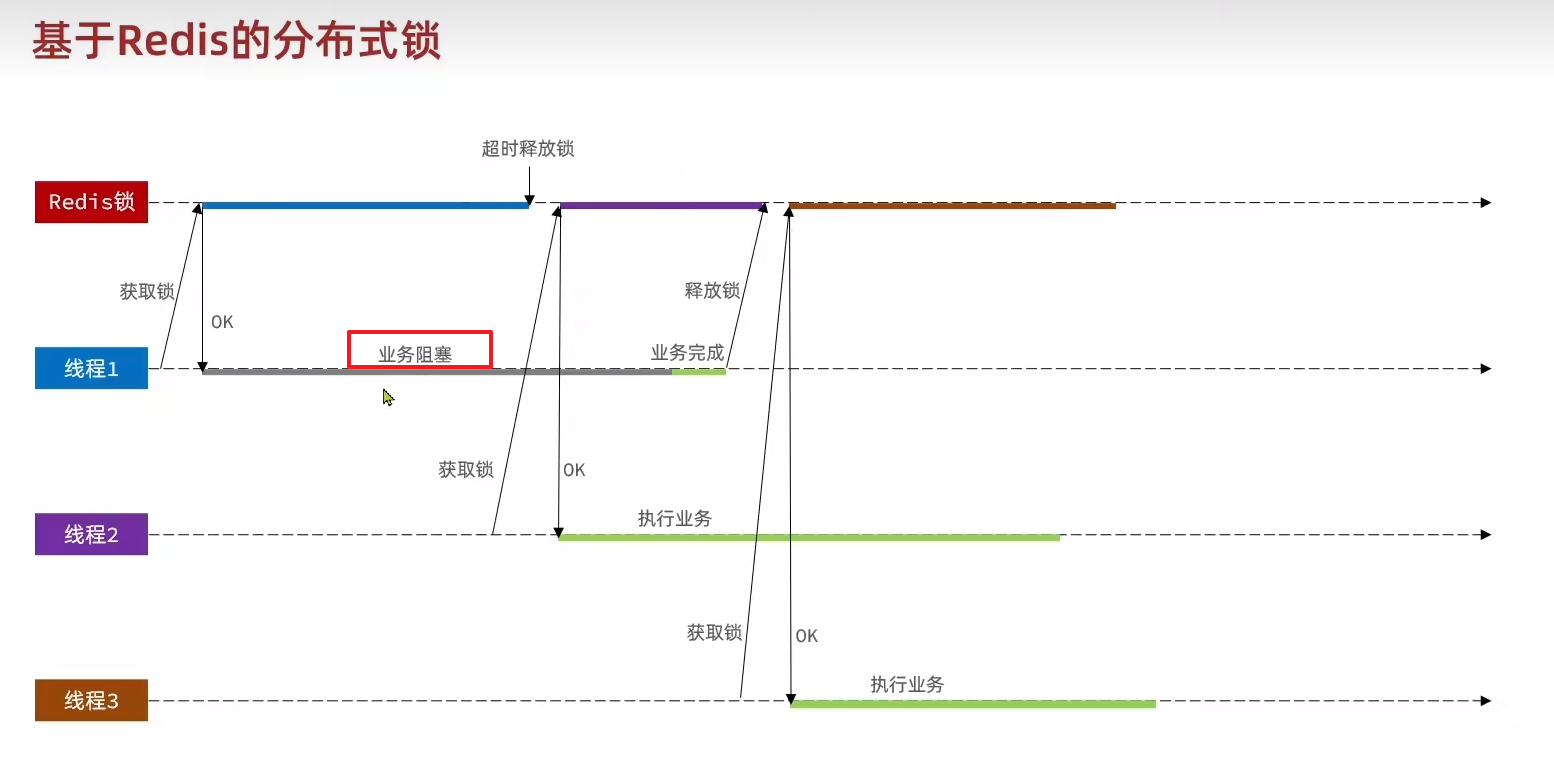 基于Redis的分布式锁
超时释放锁
Redis锁
获取锁
释放锁
OK
业务阻塞
业务完成
线程1
获取锁
OK
执行业务
线程2
获取锁
OK
执行业务
线程3